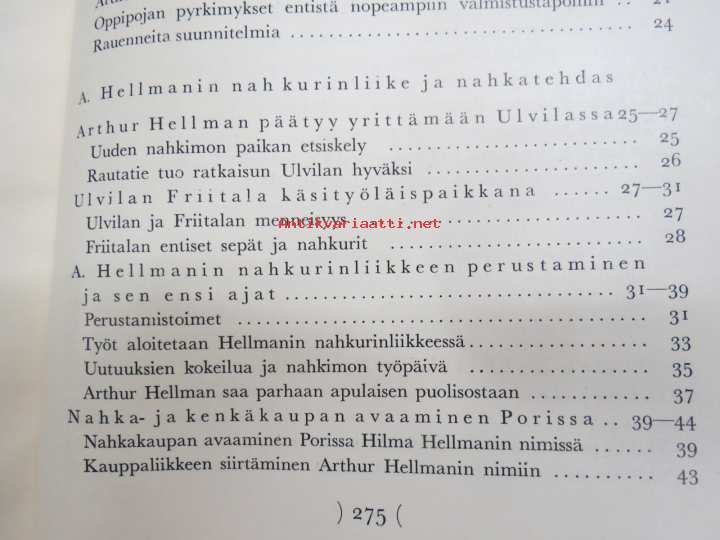 Oppipojan pyrkimykset entistä nopeampiin valmistustapoihin ..
Rauenneita suunnitelmia .............................. 24
A. Hellmanin nahkurinliike ja nahkatehdas
Arthur Hellman päätyy yrittämään Ulvilassa 25—27
Uuden nahkimon paikan etsiskely .......................... 25
Rautatie tuo ratkaisun Ulvilan hyväksi ...................... 26
Ulvilan Friitala käsityöläispaikkana ...... 27—31
Ulvilan ja Friitalan menneisyys .............................. 27
Antikvariaatti.net
Friitalan entiset sepät ja nahkurit .......................... 28
A. Hellmanin nahkurinliikkeen perustaminen
ja sen ensi ajat .................................. 31—39
Perustamistoimet .......................................... 31
Työt aloitetaan Hellmanin nahkurinliikkeessä .................. 33
Uutuuksien kokeilua ja nahkimon työpäivä .................. 35
Arthur Hellman saa parhaan apulaisen puolisostaan ............ 37
Nahka- ja kenkäkaupan avaaminen Porissa .. 39—44
Nahkakaupan avaaminen Porissa Hilma Hellmanin nimissä .. 39
Kauppaliikkeen siirtäminen Arthur Hellmanin nimiin .......... 43
) 275 (